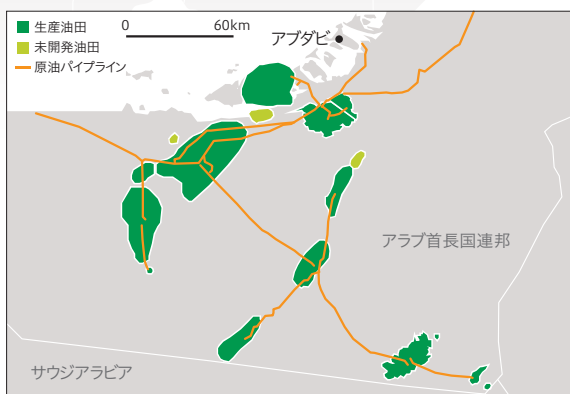 生産油田
未開発油田
原油パイプライン
0 60km
アブダビ
アラブ首長国連邦
サウジアラビア